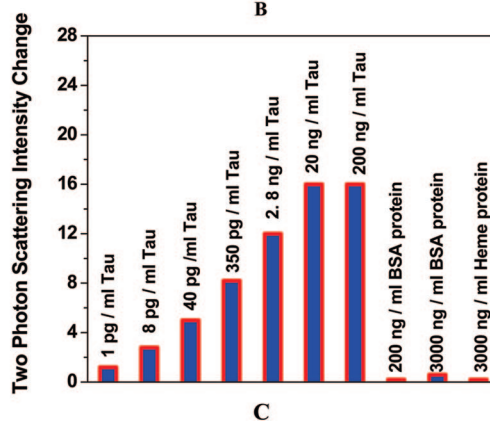 B
Two Photon Scattering Intensity Change
28
24
20
16
12
8
4
0
1 pg / ml Tau
8 pg / ml Tau
40 pg /ml Tau
350 pg / ml Tau
2. 8 ng / ml Tau
20 ng / ml Tau
200 ng / ml Tau
200 ng / ml BSA protein
3000 ng / ml BSA protein
3000 ng / ml Heme protein
C